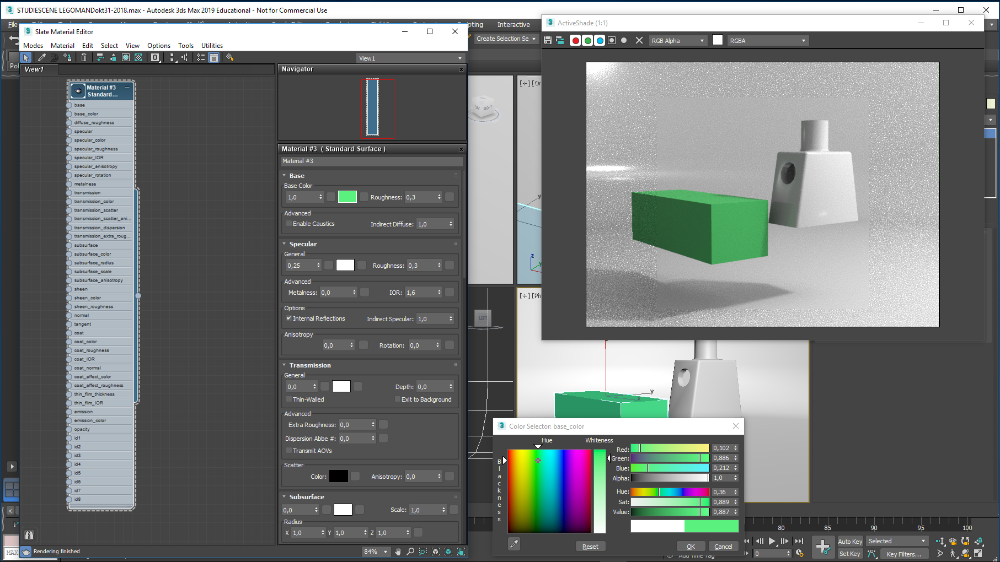 STUDIESCENE LEGOMANDokt31-2018.max - Autodesk 3ds Max 2019 Educational - Not for Commercial Use
File
Scripting Interactive
Create Selection Se
Slate Material Editor
Modes Material Edit Select View Options Tools Utilities
View1
View1
Material #3
Standard...
base
base_color
diffuse_roughness
specular
specular_color
specular_roughness
specular_IOR
specular_anisotropy
specular_rotation
metalness
transmission
transmission_color
transmission_scatter
transmission_scatter_ani...
transmission_dispersion
transmission_extra_roug...
subsurface
subsurface_color
subsurface_radius
subsurface_scale
subsurface_anisotropy
sheen
sheen_color
sheen_roughness
normal
tangent
coat
coat_color
coat_roughness
coat_IOR
coat_normal
coat_affect_color
coat_affect_roughness
thin_film_thickness
thin_film_IOR
emission
emission_color
opacity
id1
id2
id3
id4
id5
id6
id7
id8
Rendering finished
84%
Navigator
Material #3 ( Standard Surface )
Material #3
Base
Base Color
1,0 Roughness: 0,3
Advanced
Enable Caustics Indirect Diffuse: 1,0
Specular
General
0,25 Roughness: 0,3
Advanced
Metalness: 0,0 IOR: 1,6
Options
Internal Reflections Indirect Specular: 1,0
Anisotropy
0,0 Rotation: 0,0
Transmission
General
0,0 Depth: 0,0
Thin-Walled Exit to Background
Advanced
Extra Roughness: 0,0
Dispersion Abbe #: 0,0
Transmit AOVs
Scatter
Color: Anisotropy: 0,0
Subsurface
0,0 Scale: 1,0
Radius
X 1,0 Y 1,0 Z 1,0
ActiveShade (1:1)
RGB Alpha RGBA
RIGHT
LEFT
y
z
y
x
Color Selector: base_color
Hue Whiteness
Blackness
Red: 0,102
Green: 0,886
Blue: 0,212
Alpha: 1,0
Hue: 0,36
Sat: 0,889
Value: 0,887
Reset OK Cancel
Add Time Tag
80 85 90 95 100
0
Auto Key Selected
Set Key Key Filters...